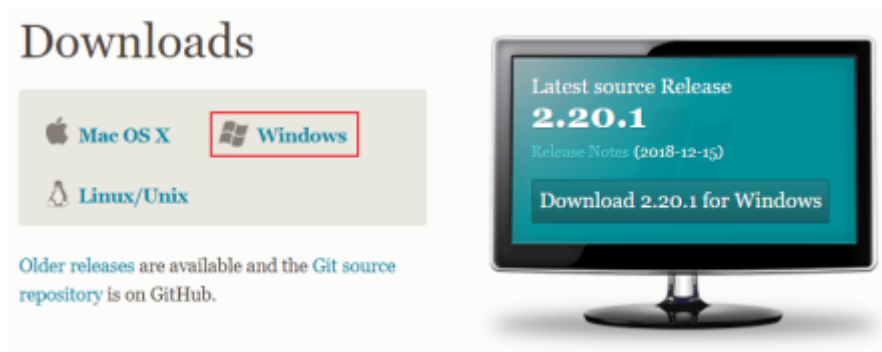 Downloads
Mac OS X
Windows
Linux/Unix
Older releases are available and the Git source
repository is on GitHub.
Latest source Release
2.20.1
Release Notes (2018-12-15)
Download 2.20.1 for Windows